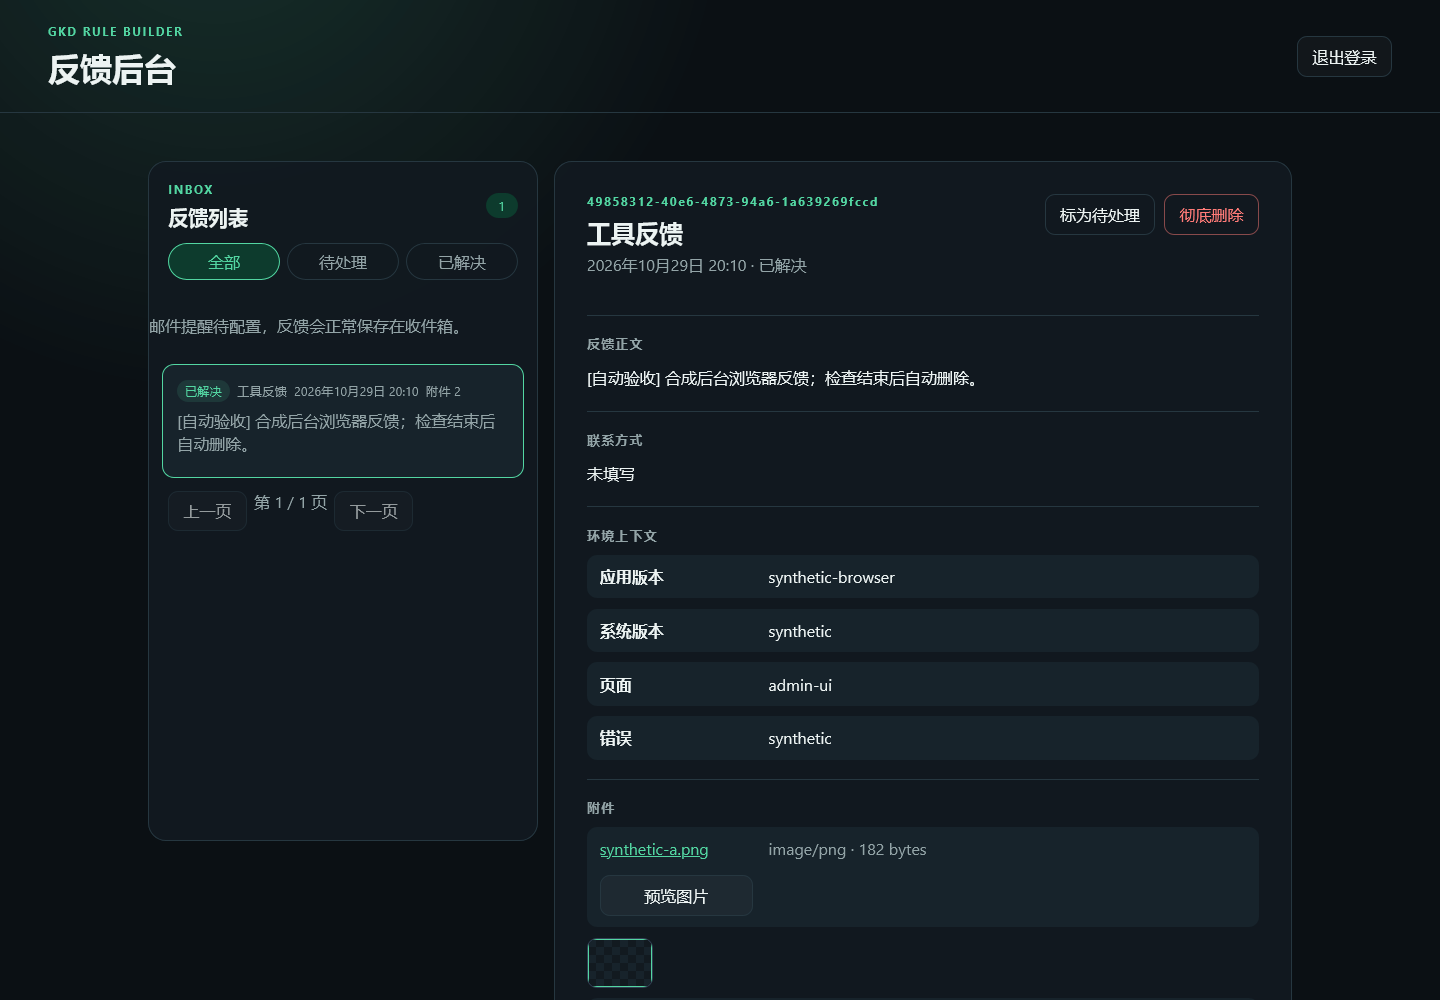 GKD RULE BUILDER
反馈后台
退出登录
INBOX
反馈列表
1
全部
待处理
已解决
邮件提醒待配置，反馈会正常保存在收件箱。
已解决 工具反馈 2026年10月29日 20:10 附件 2
[自动验收] 合成后台浏览器反馈；检查结束后
自动删除。
上一页
第 1 / 1 页
下一页
49858312-40e6-4873-94a6-1a639269fccd
工具反馈
2026年10月29日 20:10 · 已解决
标为待处理
彻底删除
反馈正文
[自动验收] 合成后台浏览器反馈；检查结束后自动删除。
联系方式
未填写
环境上下文
应用版本 synthetic-browser
系统版本 synthetic
页面 admin-ui
错误 synthetic
附件
synthetic-a.png image/png · 182 bytes
预览图片